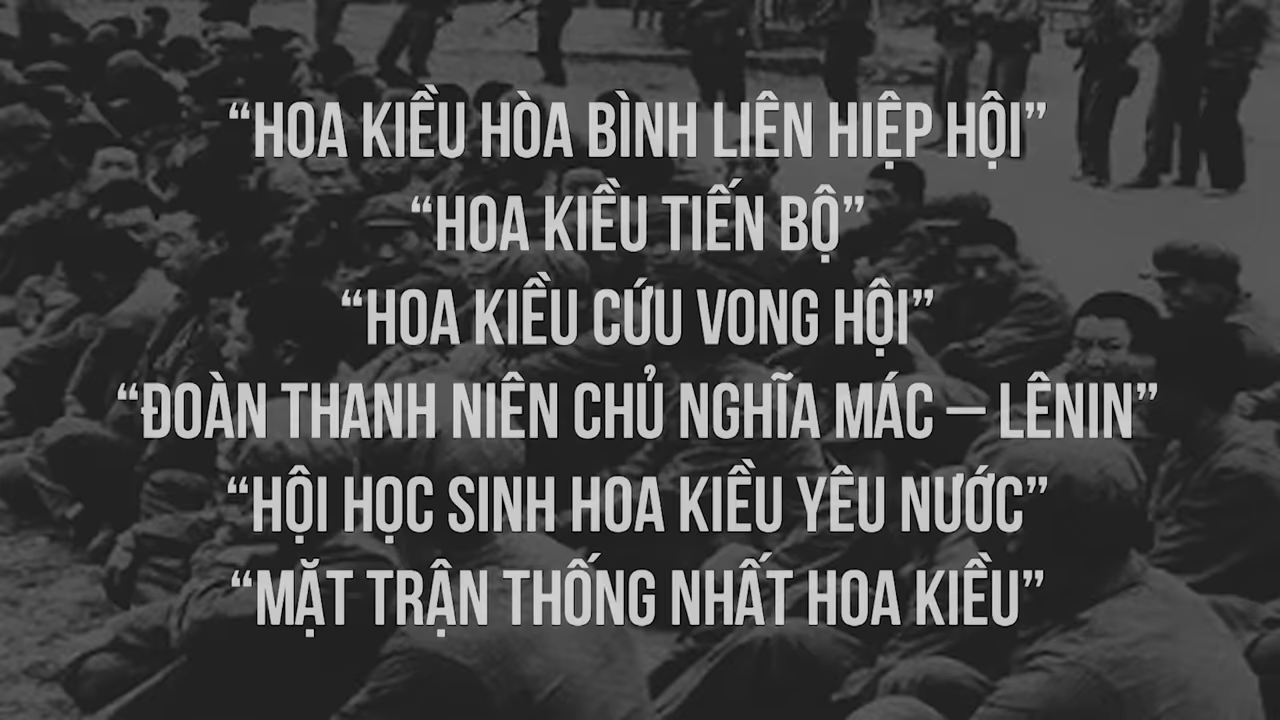 “HOA KIỀU HÒA BÌNH LIÊN HIỆP HỘI”
“HOA KIỀU TIẾN BỘ”
“HOA KIỀU CỨU VONG HỘI”
“ĐOÀN THANH NIÊN CHỦ NGHĨA MÁC – LÊNIN”
“HỘI HỌC SINH HOA KIỀU YÊU NƯỚC”
“MẶT TRẬN THỐNG NHẤT HOA KIỀU”